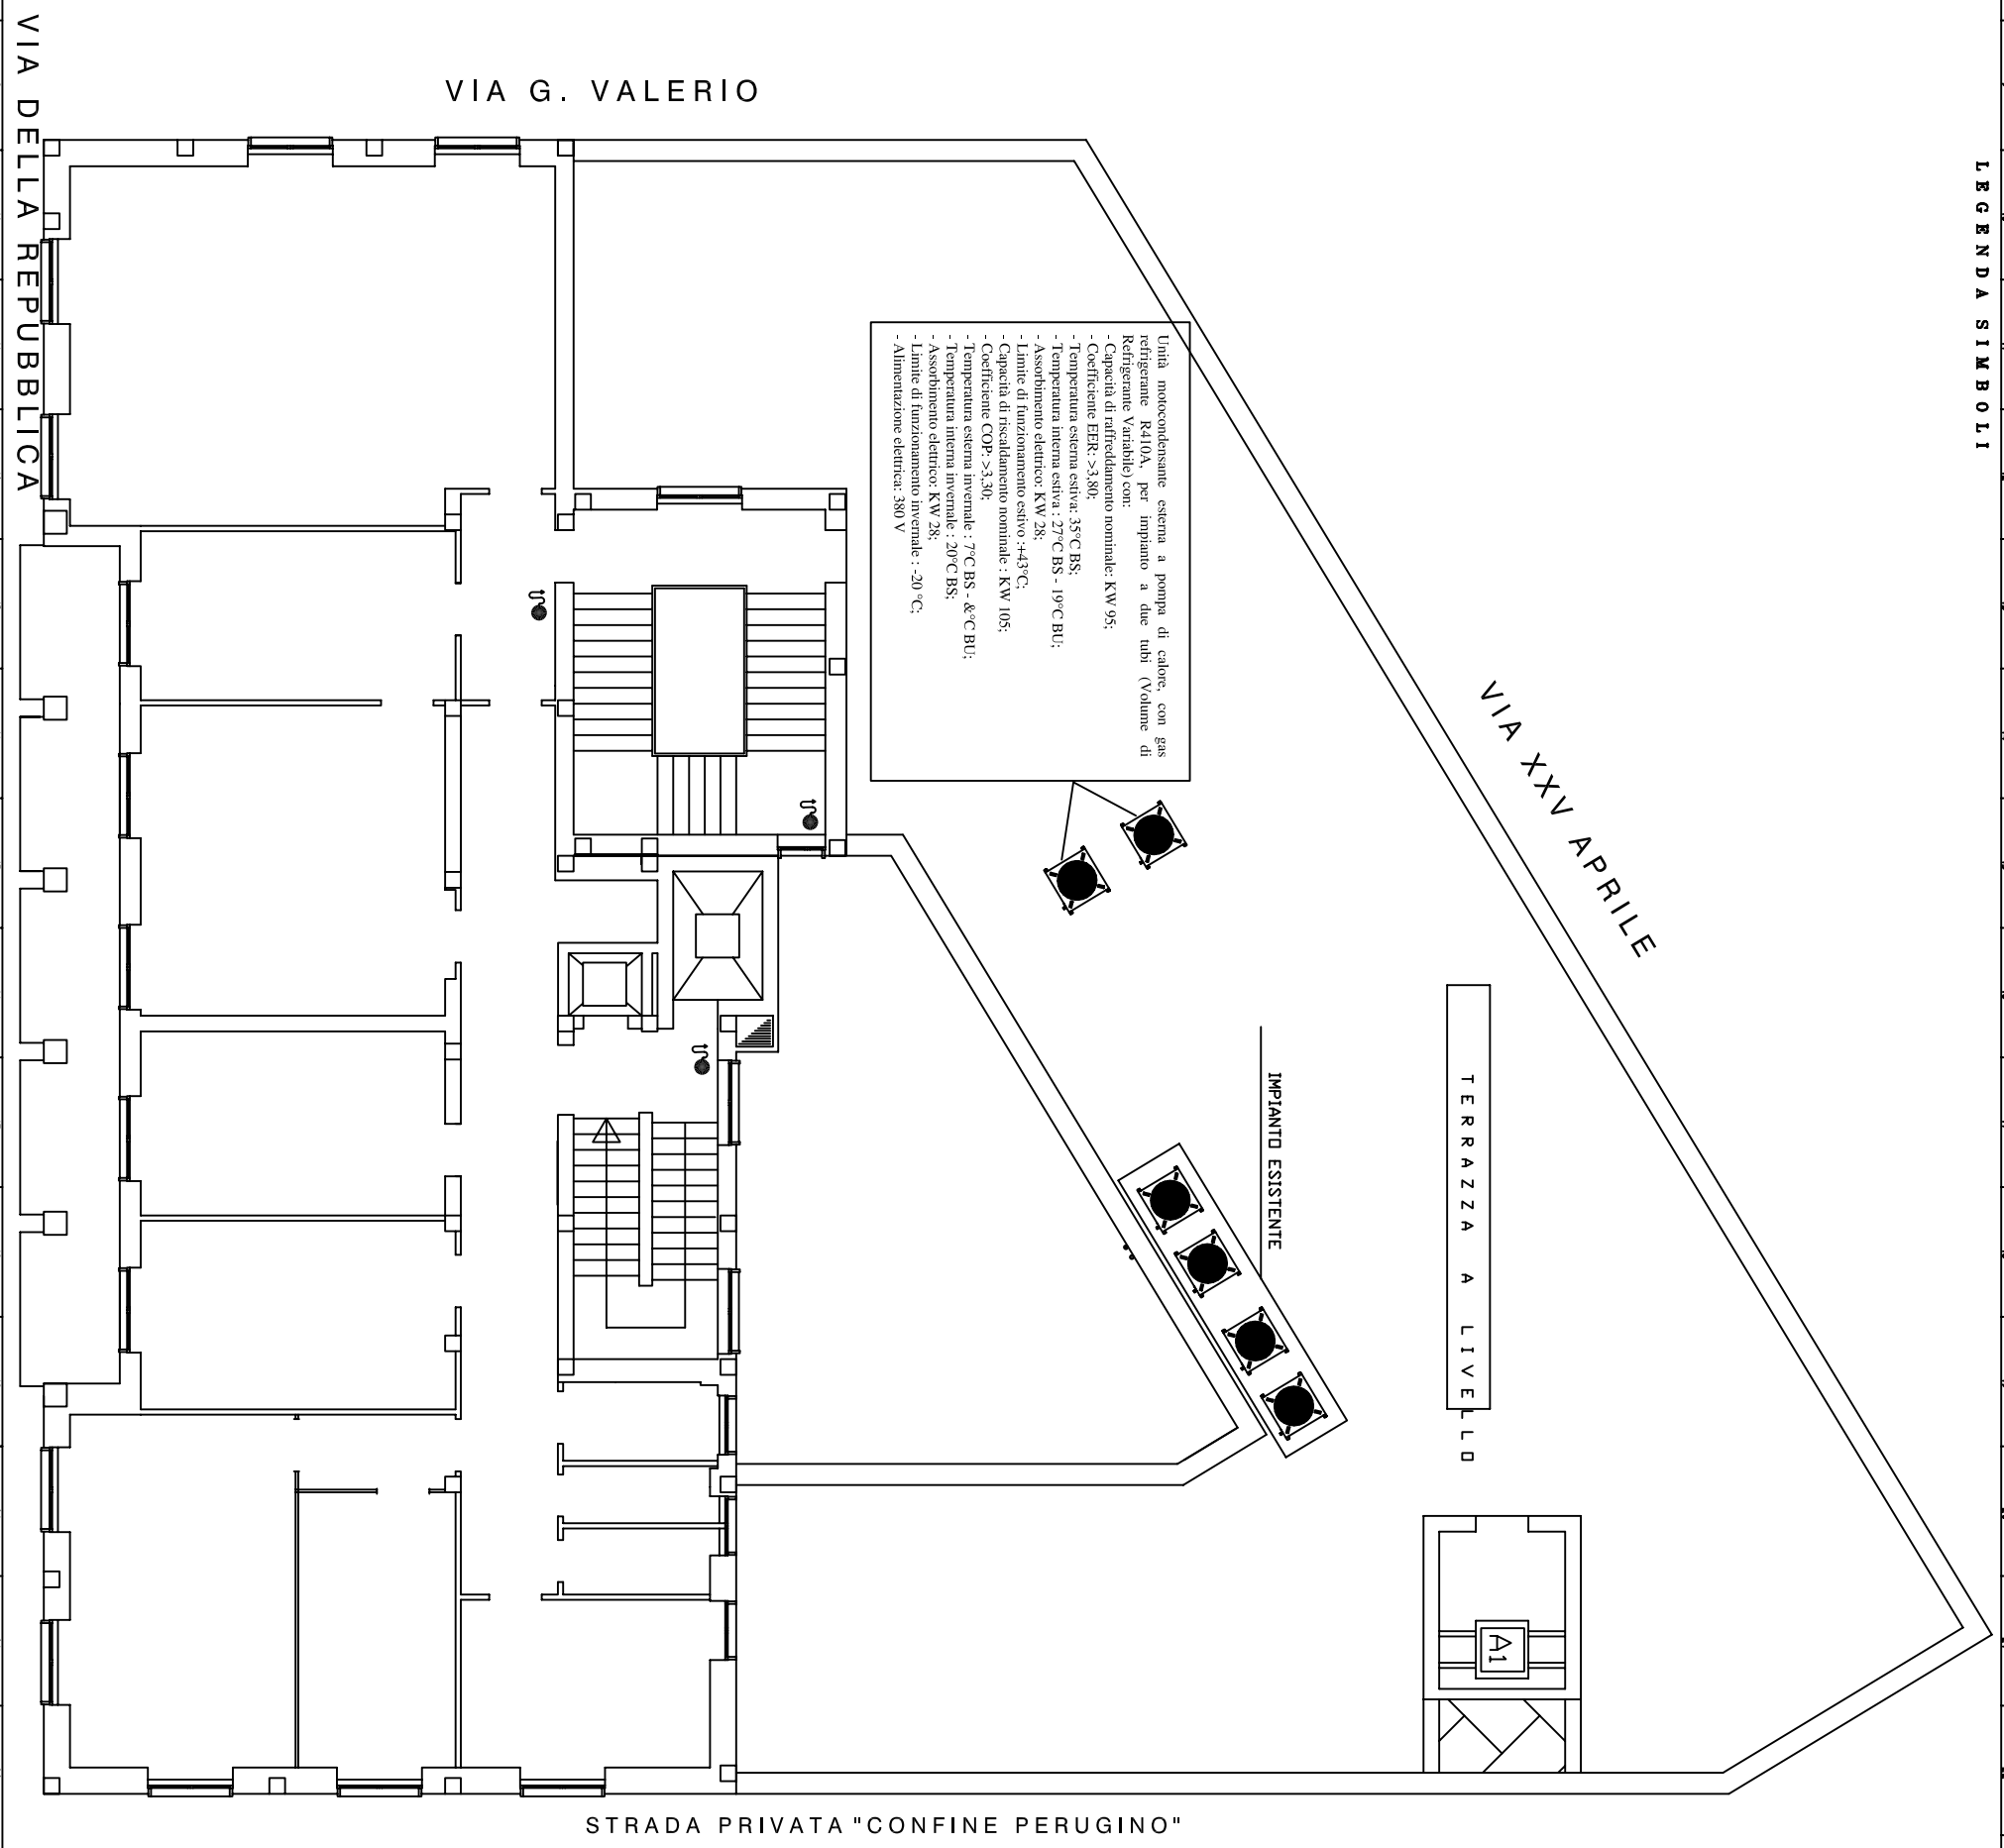 VIA G. VALERIO
VIA DELLA REPUBBLICA
LEGENDA SIMBOLI
Unità motocondensante esterna a pompa di calore, con gas
refrigerante R410A, per impianto a due tubi (Volume di
Refrigerante Variabile) con:
- Capacità di raffreddamento nominale: KW 95;
- Coefficiente EER: >3,80;
- Temperatura esterna estiva: 35°C BS;
- Temperatura interna estiva : 27°C BS - 19°C BU;
- Assorbimento elettrico: KW 28;
- Limite di funzionamento estivo :+43°C;
- Capacità di riscaldamento nominale : KW 105;
- Coefficiente COP: >3,30;
- Temperatura esterna invernale : 7°C BS - &°C BU;
- Temperatura interna invernale : 20°C BS;
- Assorbimento elettrico: KW 28;
- Limite di funzionamento invernale : -20 °C;
- Alimentazione elettrica: 380 V
VIA XXV APRILE
IMPIANTO ESISTENTE
TERRAZZA A LIVELLO
A1
STRADA PRIVATA "CONFINE PERUGINO"